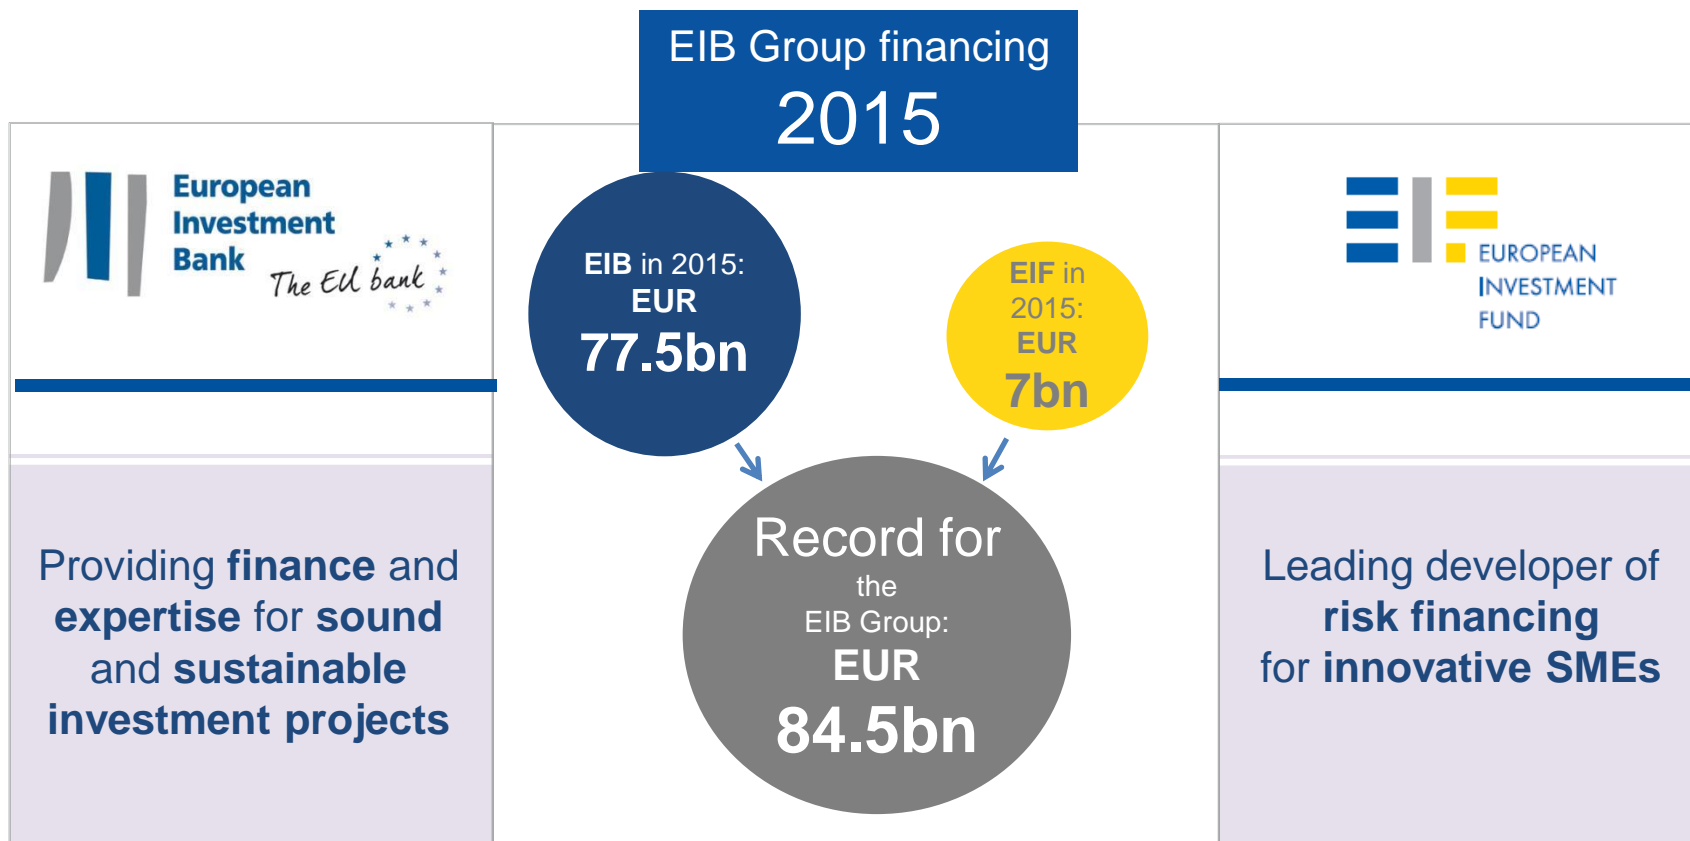 EIB Group financing
2015
European
Investment
Bank
The EU bank
EIB in 2015:
EUR
77.5bn
EIF in
2015:
EUR
7bn
EUROPEAN
INVESTMENT
FUND
Record for
the
EIB Group:
EUR
84.5bn
Providing finance and
expertise for sound
and sustainable
investment projects
Leading developer of
risk financing
for innovative SMEs